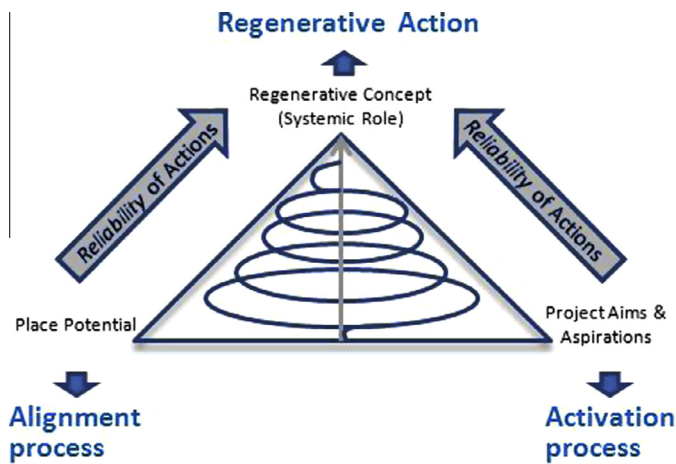 Regenerative Action
Regenerative Concept
(Systemic Role)
Reliability of Actions
Reliability of Actions
Place Potential
Project Aims &
Aspirations
Alignment
process
Activation
process